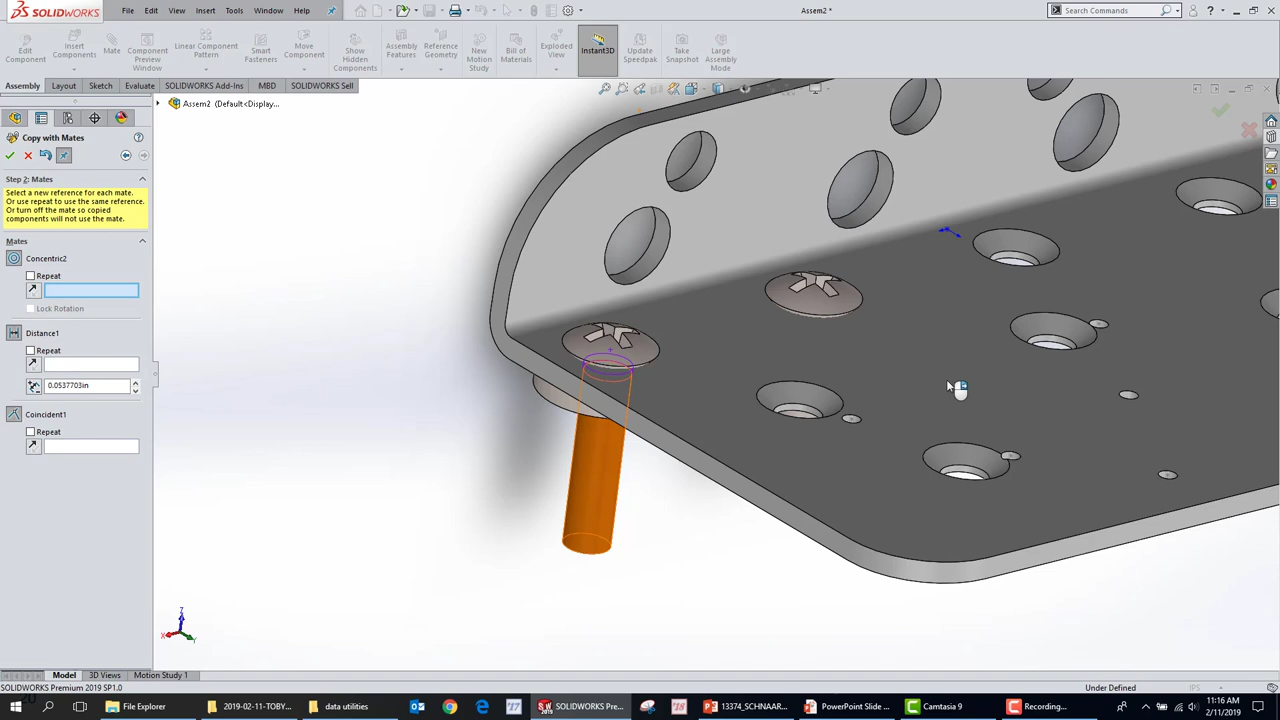 SOLIDWORKS File Edit View Insert Tools Window Help Assem2 * Search Commands
Edit Component
Insert Components
Mate
Component Preview Window
Linear Component Pattern
Smart Fasteners
Move Component
Show Hidden Components
Assembly Features
Reference Geometry
New Motion Study
Bill of Materials
Exploded View
Instant3D
Update Speedpak
Take Snapshot
Large Assembly Mode
Assembly Layout Sketch Evaluate SOLIDWORKS Add-Ins MBD SOLIDWORKS Sell
Assem2 (Default<Display...
Copy with Mates
Step 2: Mates
Select a new reference for each mate.
Or use repeat to use the same reference.
Or turn off the mate so copied
components will not use the mate.
Mates
Concentric2
Repeat
Lock Rotation
Distance1
Repeat
0.0537703in
Coincident1
Repeat
Z
X
Y
Model 3D Views Motion Study 1
SOLIDWORKS Premium 2019 SP1.0 Under Defined IPS
20
File Explorer 2019-02-11-TOBY... data utilities '17 SOLIDWORKS Pre... '18 13374_SCHNAAR... PowerPoint Slide ... Camtasia 9 Recording...
11:16 AM
2/11/2019